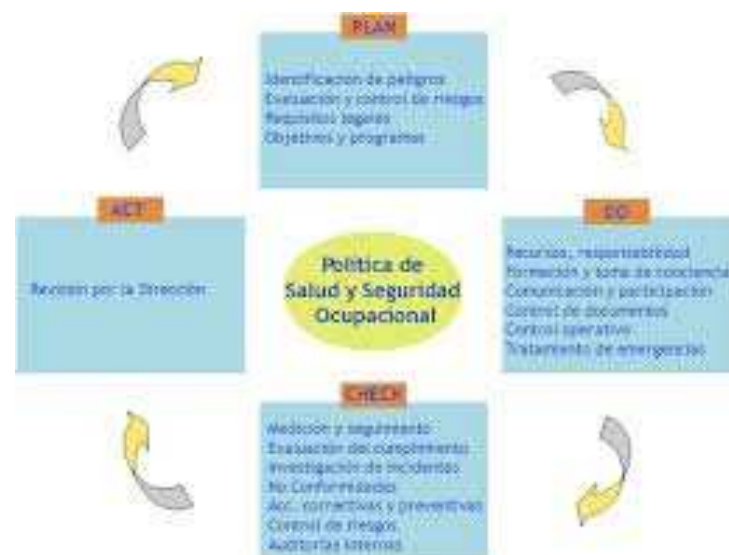 PLAN
Identificación de peligros
Evaluación y control de riesgos
Requisitos legales
Objetivos y programas
ACT
Revisión por la Dirección
Política de
Salud y Seguridad
Ocupacional
DO
Recursos, responsabilidad
Formación y toma de conciencia
Comunicación y participación
Control de documentos
Control operativo
Tratamiento de emergencias
CHECK
Medición y seguimiento
Evaluación del cumplimiento
Investigación de incidentes
No Conformidades
Acc. correctivas y preventivas
Control de riesgos
Auditorías internas